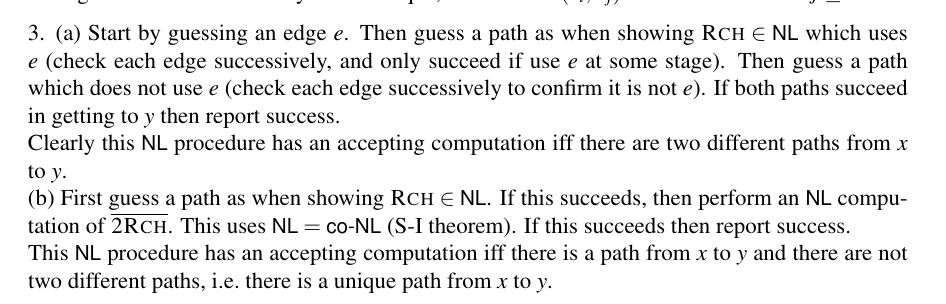 3. (a) Start by guessing an edge e. Then guess a path as when showing RCH ∈ NL which uses
e (check each edge successively, and only succeed if use e at some stage). Then guess a path
which does not use e (check each edge successively to confirm it is not e). If both paths succeed
in getting to y then report success.
Clearly this NL procedure has an accepting computation iff there are two different paths from x
to y.
(b) First guess a path as when showing RCH ∈ NL. If this succeeds, then perform an NL compu-
tation of \overline{2RCH}. This uses NL = co-NL (S-I theorem). If this succeeds then report success.
This NL procedure has an accepting computation iff there is a path from x to y and there are not
two different paths, i.e. there is a unique path from x to y.